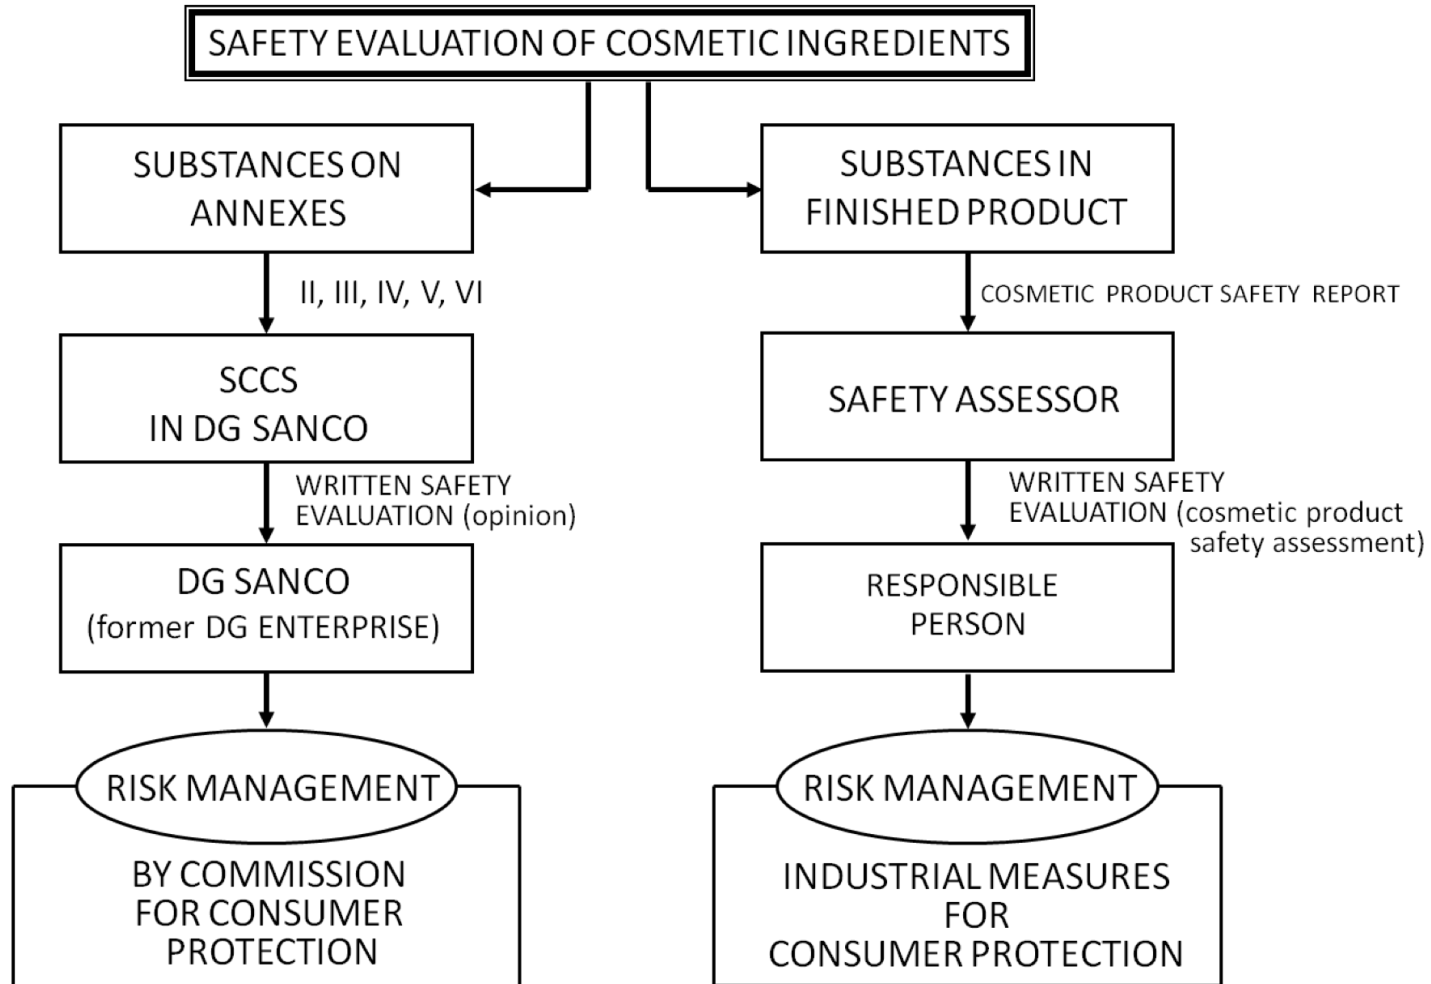 SAFETY EVALUATION OF COSMETIC INGREDIENTS
SUBSTANCES ON
ANNEXES
II, III, IV, V, VI
SCCS
IN DG SANCO
WRITTEN SAFETY
EVALUATION (opinion)
DG SANCO
(former DG ENTERPRISE)
RISK MANAGEMENT
BY COMMISSION
FOR CONSUMER
PROTECTION
SUBSTANCES IN
FINISHED PRODUCT
COSMETIC PRODUCT SAFETY REPORT
SAFETY ASSESSOR
WRITTEN SAFETY
EVALUATION (cosmetic product
safety assessment)
RESPONSIBLE
PERSON
RISK MANAGEMENT
INDUSTRIAL MEASURES
FOR
CONSUMER PROTECTION